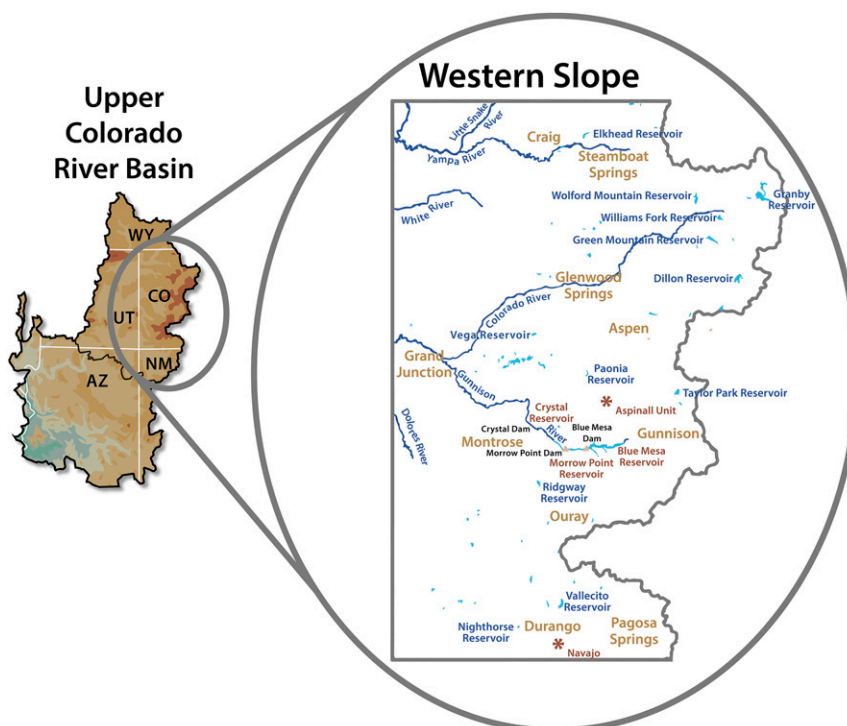 Upper
Colorado
River Basin
WY
CO
UT
NM
AZ
Western Slope
Little Snake
River
Craig
Elkhead Reservoir
Yampa River
Steamboat
Springs
White River
Wolford Mountain Reservoir
Granby
Reservoir
Williams Fork Reservoir
Green Mountain Reservoir
Glenwood
Springs
Dillon Reservoir
Colorado River
Aspen
Vega Reservoir
Grand
Junction
Paonia
Reservoir
Gunnison
River
Taylor Park Reservoir
*
Aspinall Unit
Crystal
Reservoir
Dolores River
Crystal Dam
Blue Mesa
Dam
Gunnison
Montrose
Morrow Point Dam
Blue Mesa
Reservoir
Morrow Point
Reservoir
Ridgway
Reservoir
Ouray
Vallecito
Reservoir
Nighthorse
Reservoir
Durango
Pagosa
Springs
*
Navajo